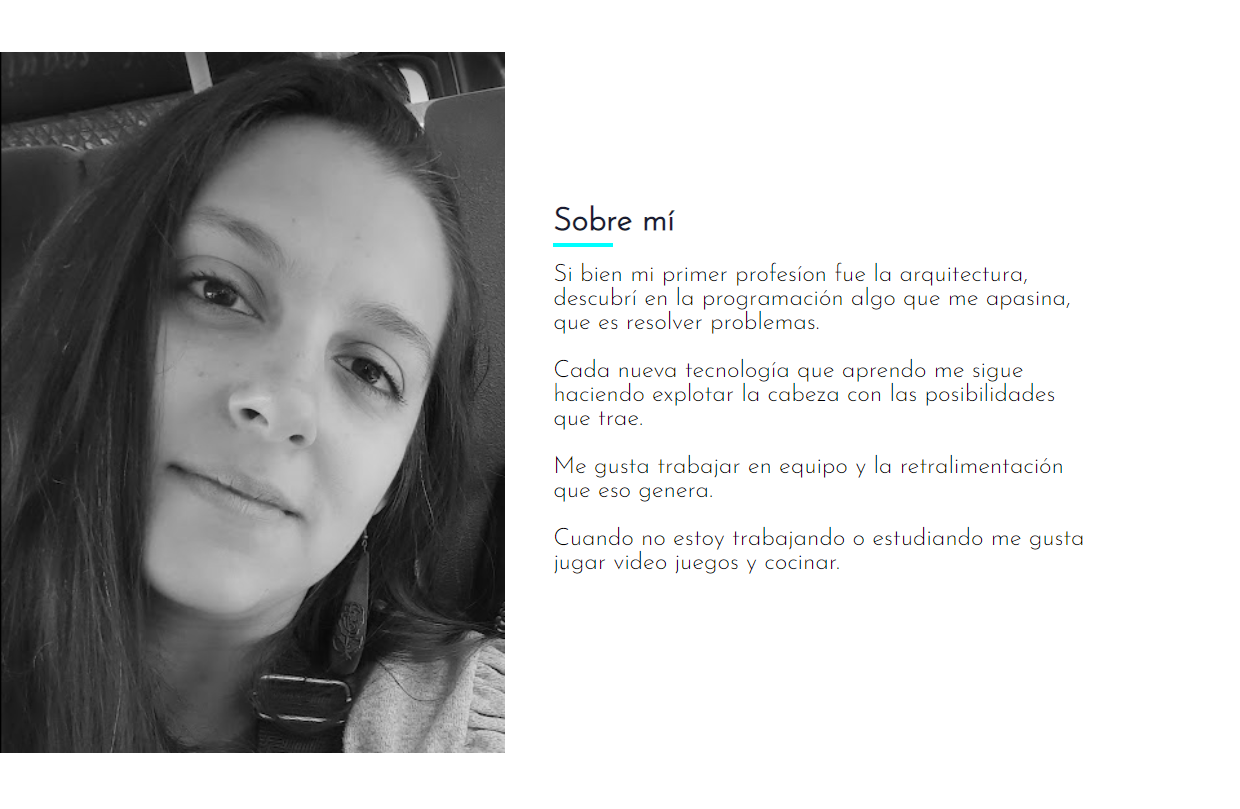 Sobre mí
Si bien mi primer profesíon fue la arquitectura,
descubrí en la programación algo que me apasina,
que es resolver problemas.
Cada nueva tecnología que aprendo me sigue
haciendo explotar la cabeza con las posibilidades
que trae.
Me gusta trabajar en equipo y la retralimentación
que eso genera.
Cuando no estoy trabajando o estudiando me gusta
jugar video juegos y cocinar.